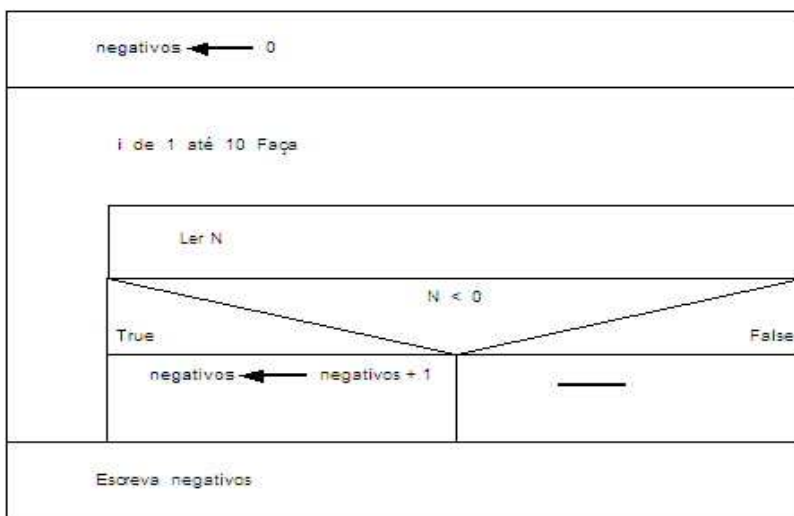 negativos 0
i de 1 até 10 Faça
Ler N
N < 0
True False
negativos negativos + 1
Escreva negativos